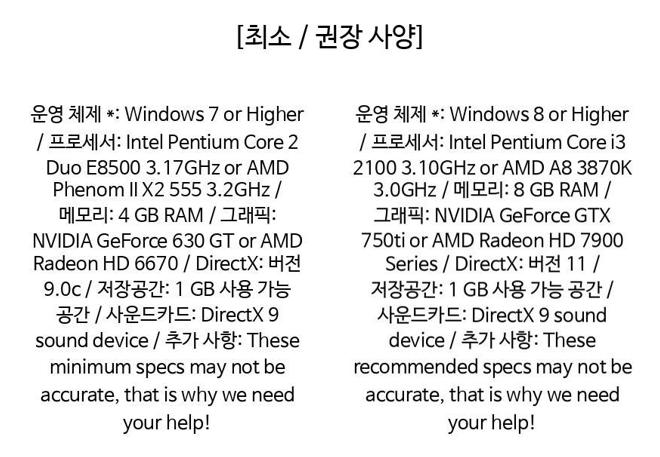 [최소 / 권장 사양]
운영 체제 *: Windows 7 or Higher
/ 프로세서: Intel Pentium Core 2
Duo E8500 3.17GHz or AMD
Phenom II X2 555 3.2GHz /
메모리: 4 GB RAM / 그래픽:
NVIDIA GeForce 630 GT or AMD
Radeon HD 6670 / DirectX: 버전
9.0c / 저장공간: 1 GB 사용 가능
공간 / 사운드카드: DirectX 9
sound device / 추가 사항: These
minimum specs may not be
accurate, that is why we need
your help!
운영 체제 *: Windows 8 or Higher
/ 프로세서: Intel Pentium Core i3
2100 3.10GHz or AMD A8 3870K
3.0GHz / 메모리: 8 GB RAM /
그래픽: NVIDIA GeForce GTX
750ti or AMD Radeon HD 7900
Series / DirectX: 버전 11 /
저장공간: 1 GB 사용 가능 공간 /
사운드카드: DirectX 9 sound
device / 추가 사항: These
recommended specs may not be
accurate, that is why we need
your help!